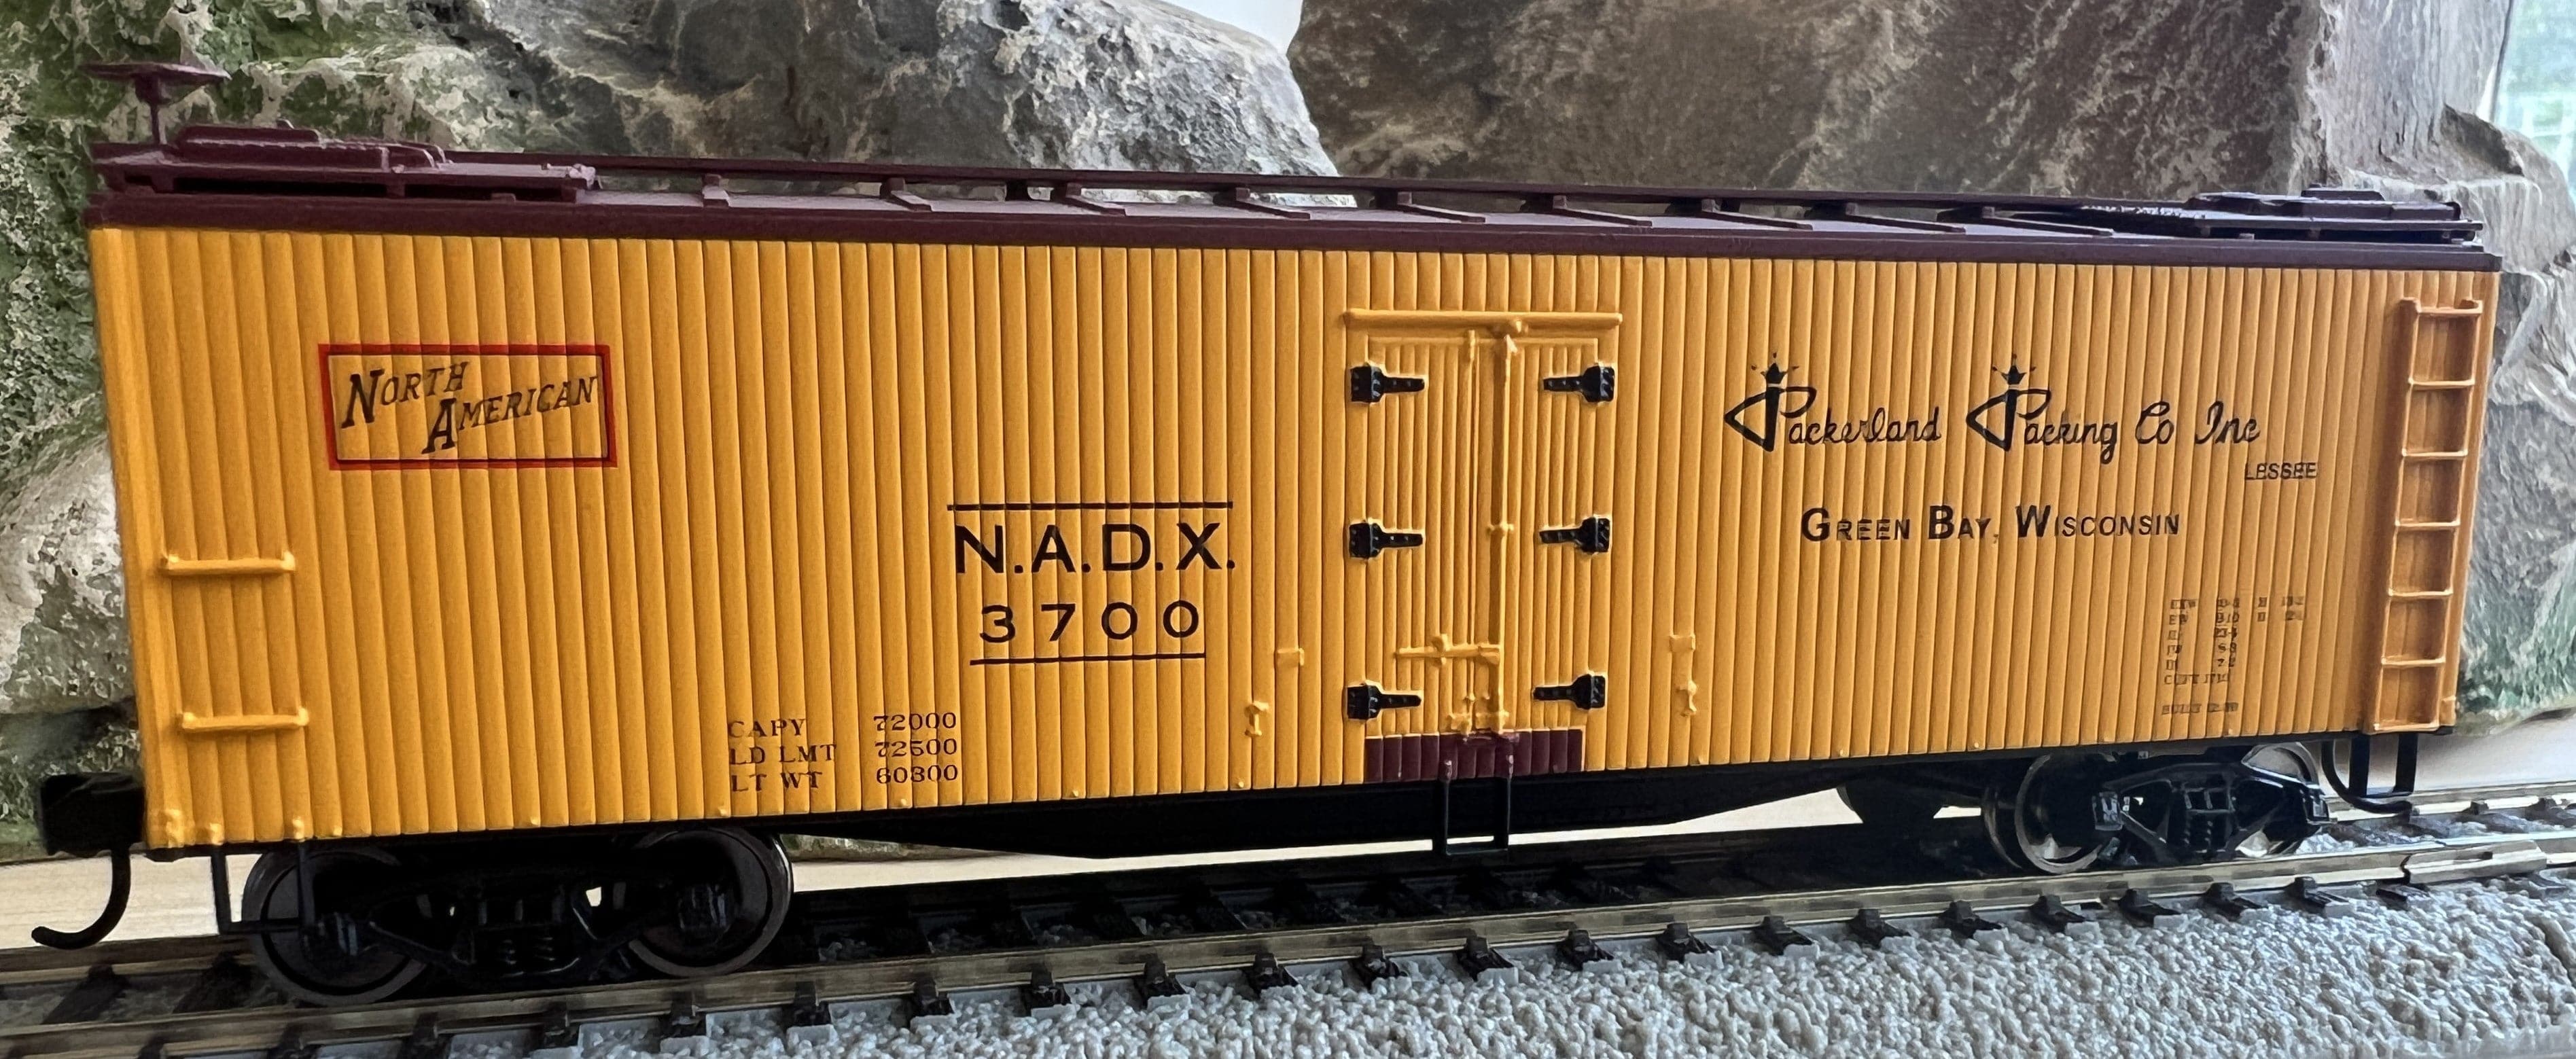 NORTH
AMERICAN
N.A.D.X.
3700
CAPY 72000
LD LMT 72500
LT WT 60300
Packerland Packing Co Inc
LESSEE
GREEN BAY, WISCONSIN